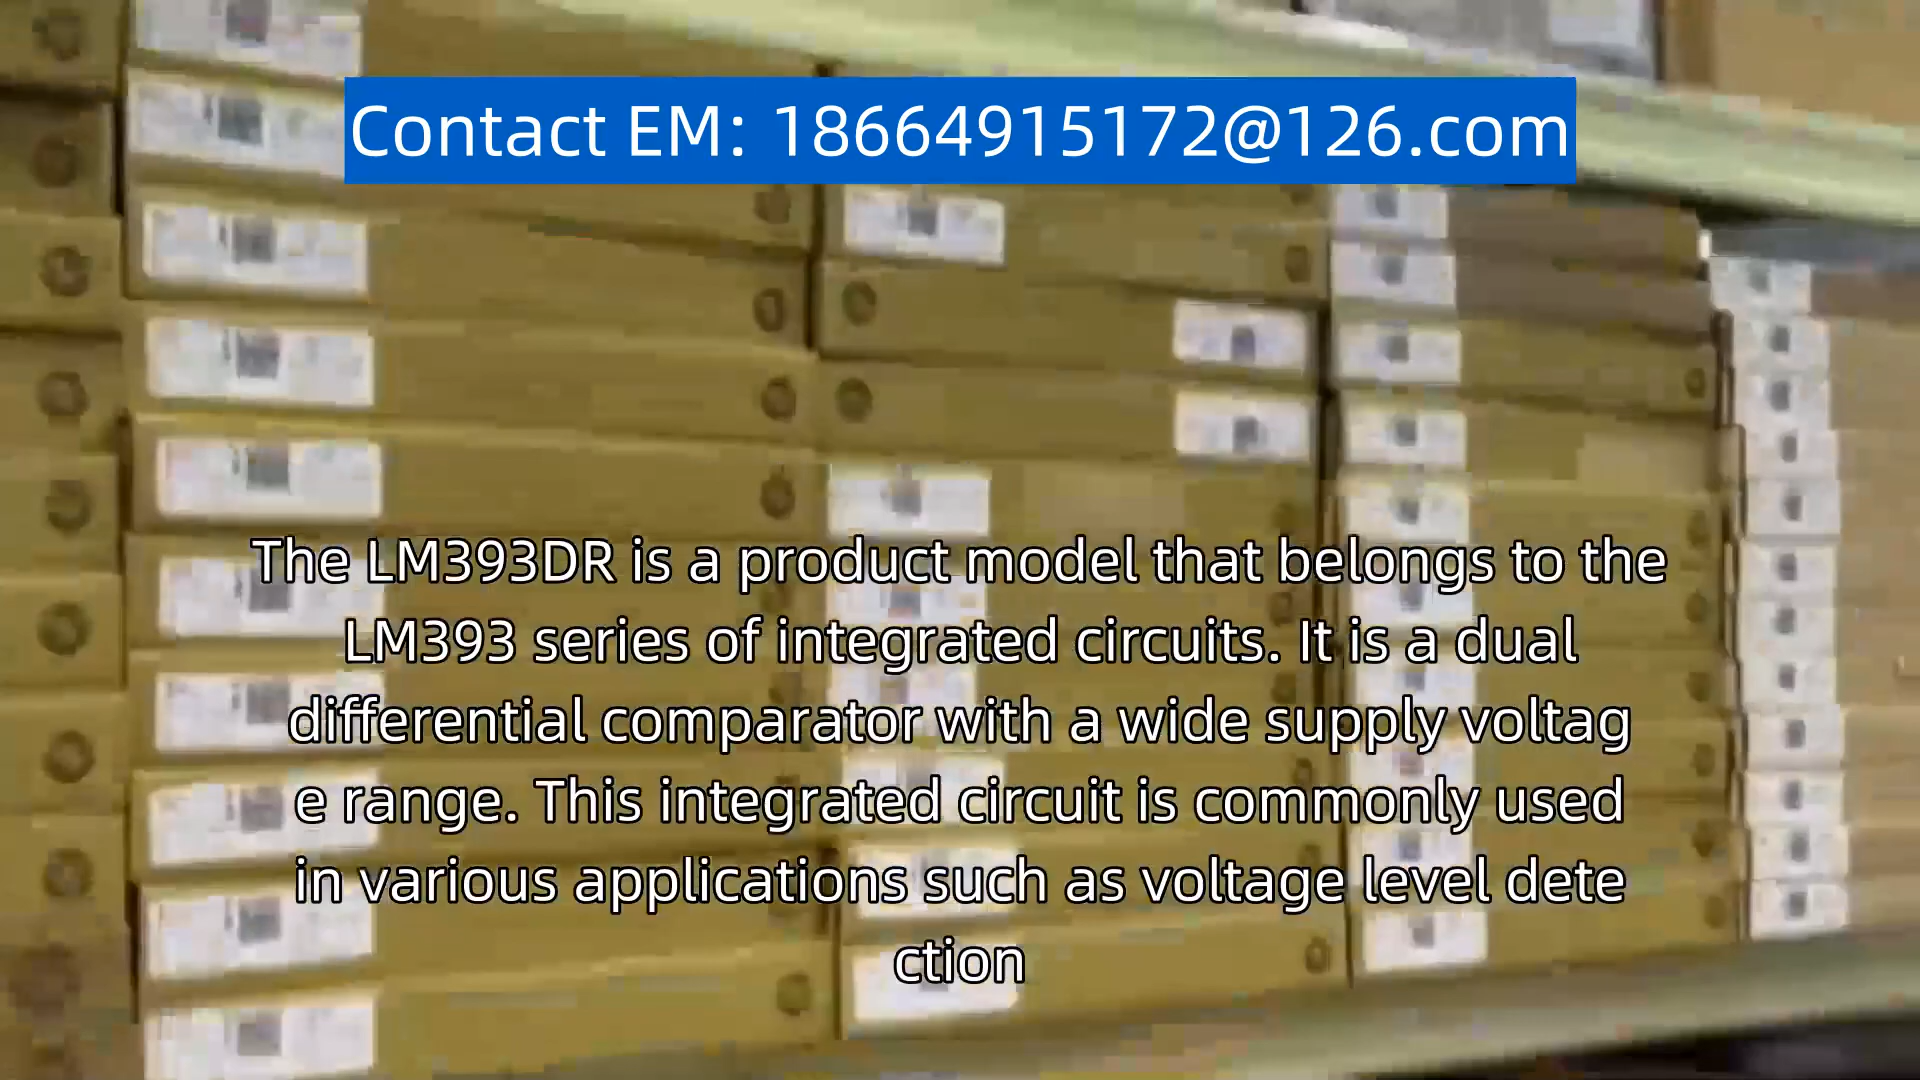 Contact EM: 18664915172@126.com
The LM393DR is a product model that belongs to the
LM393 series of integrated circuits. It is a dual
differential comparator with a wide supply voltag
e range. This integrated circuit is commonly used
in various applications such as voltage level dete
ction